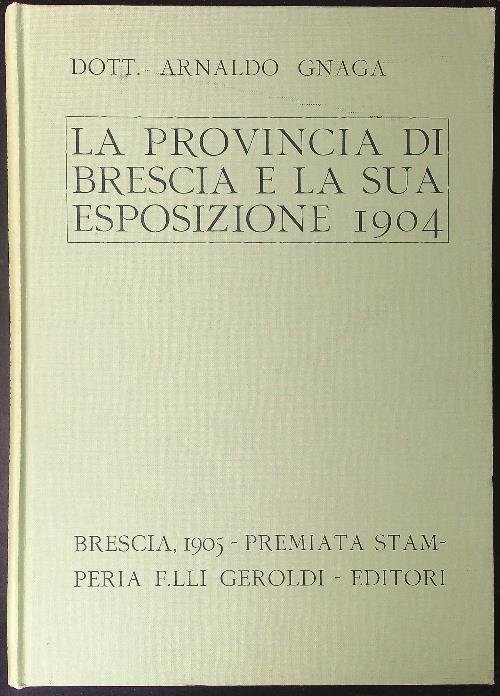 DOTT. ARNALDO GNAGA
LA PROVINCIA DI
BRESCIA E LA SUA
ESPOSIZIONE 1904
BRESCIA, 1905 - PREMIATA STAM-
PERIA F.LLI GEROLDI - EDITORI